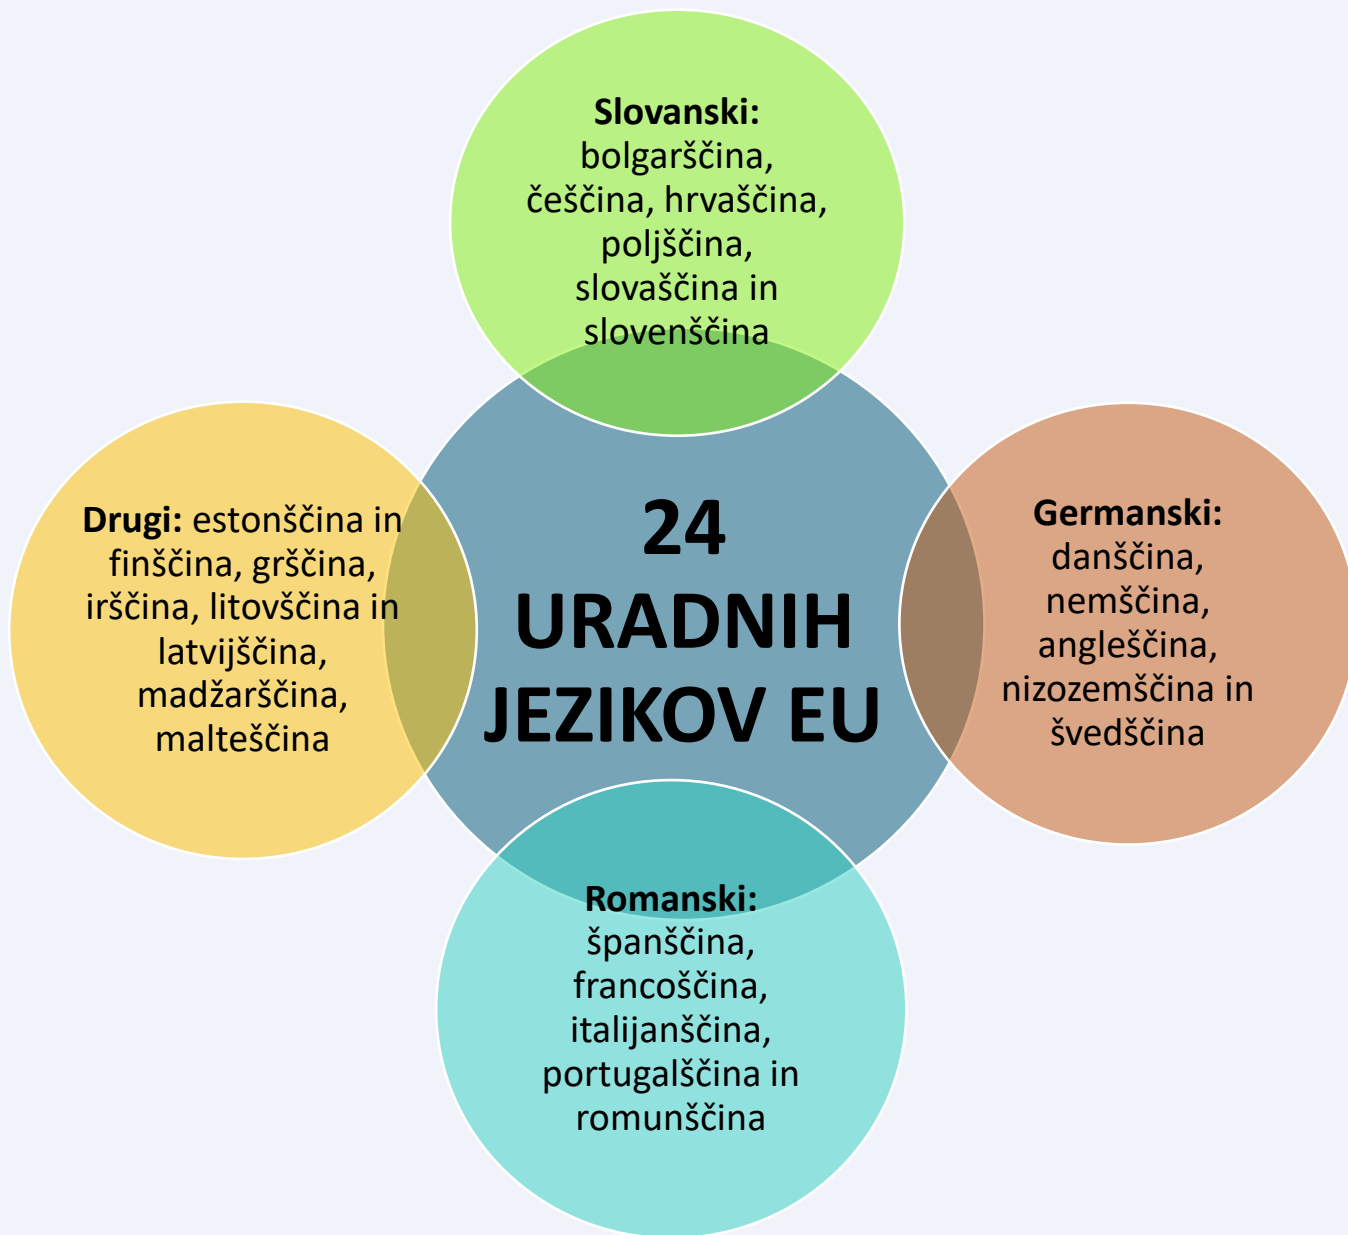 Slovanski:
bolgarščina,
češčina, hrvaščina,
poljščina,
slovaščina in
slovenščina
Drugi: estonščina in
finščina, grščina,
irščina, litovščina in
latvijščina,
madžarščina,
malteščina
24
URADNIH
JEZIKOV EU
Germanski:
danščina,
nemščina,
angleščina,
nizozemščina in
švedščina
Romanski:
španščina,
francoščina,
italijanščina,
portugalščina in
romunščina